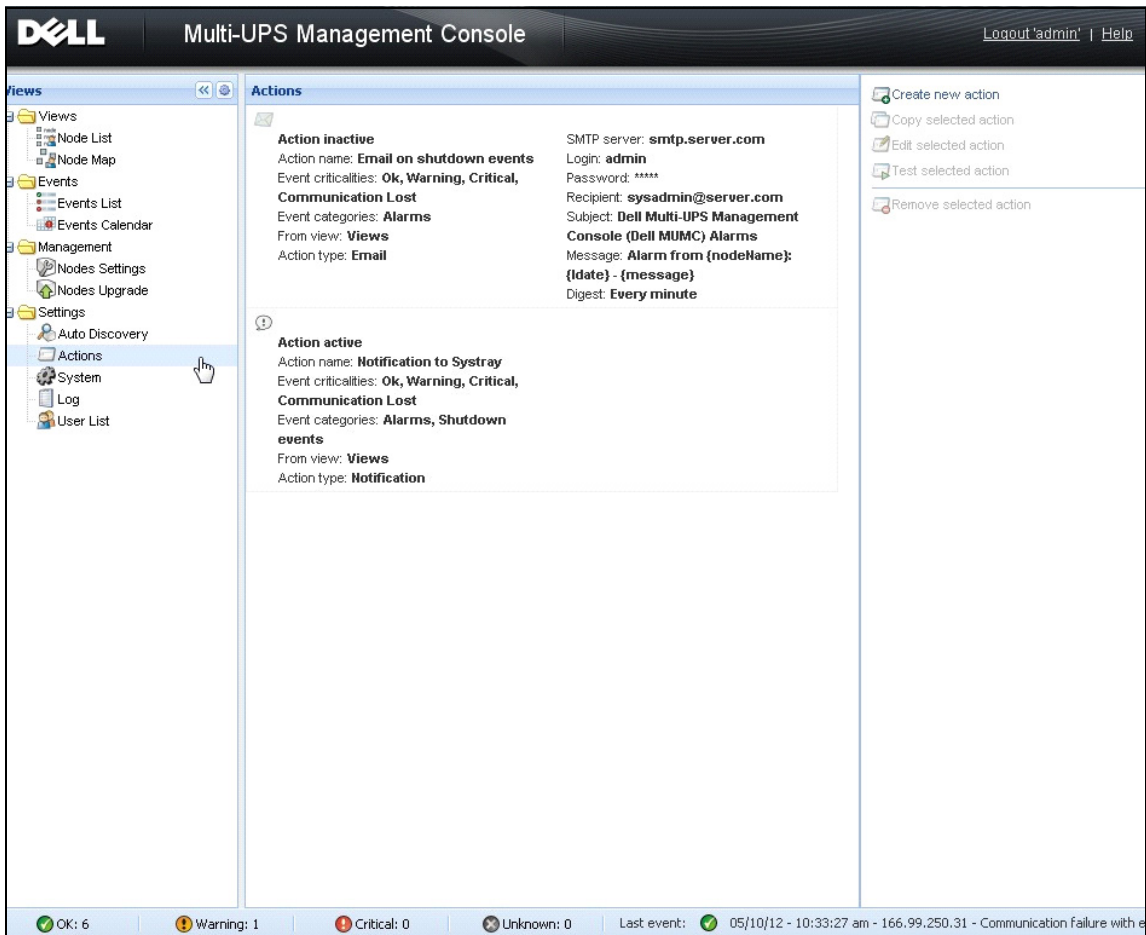 DELL
Multi-UPS Management Console
Logout 'admin' | Help
Views
Views
Node List
Node Map
Events
Events List
Events Calendar
Management
Nodes Settings
Nodes Upgrade
Settings
Auto Discovery
Actions
System
Log
User List
Actions
Action inactive
Action name: Email on shutdown events
Event criticalities: Ok, Warning, Critical,
Communication Lost
Event categories: Alarms
From view: Views
Action type: Email
SMTP server: smtp.server.com
Login: admin
Password: *****
Recipient: sysadmin@server.com
Subject: Dell Multi-UPS Management
Console (Dell MUMC) Alarms
Message: Alarm from {nodeName}:
{ldate} - {message}
Digest: Every minute
Action active
Action name: Notification to Systray
Event criticalities: Ok, Warning, Critical,
Communication Lost
Event categories: Alarms, Shutdown
events
From view: Views
Action type: Notification
Create new action
Copy selected action
Edit selected action
Test selected action
Remove selected action
OK: 6
Warning: 1
Critical: 0
Unknown: 0
Last event: 05/10/12 - 10:33:27 am - 166.99.250.31 - Communication failure with